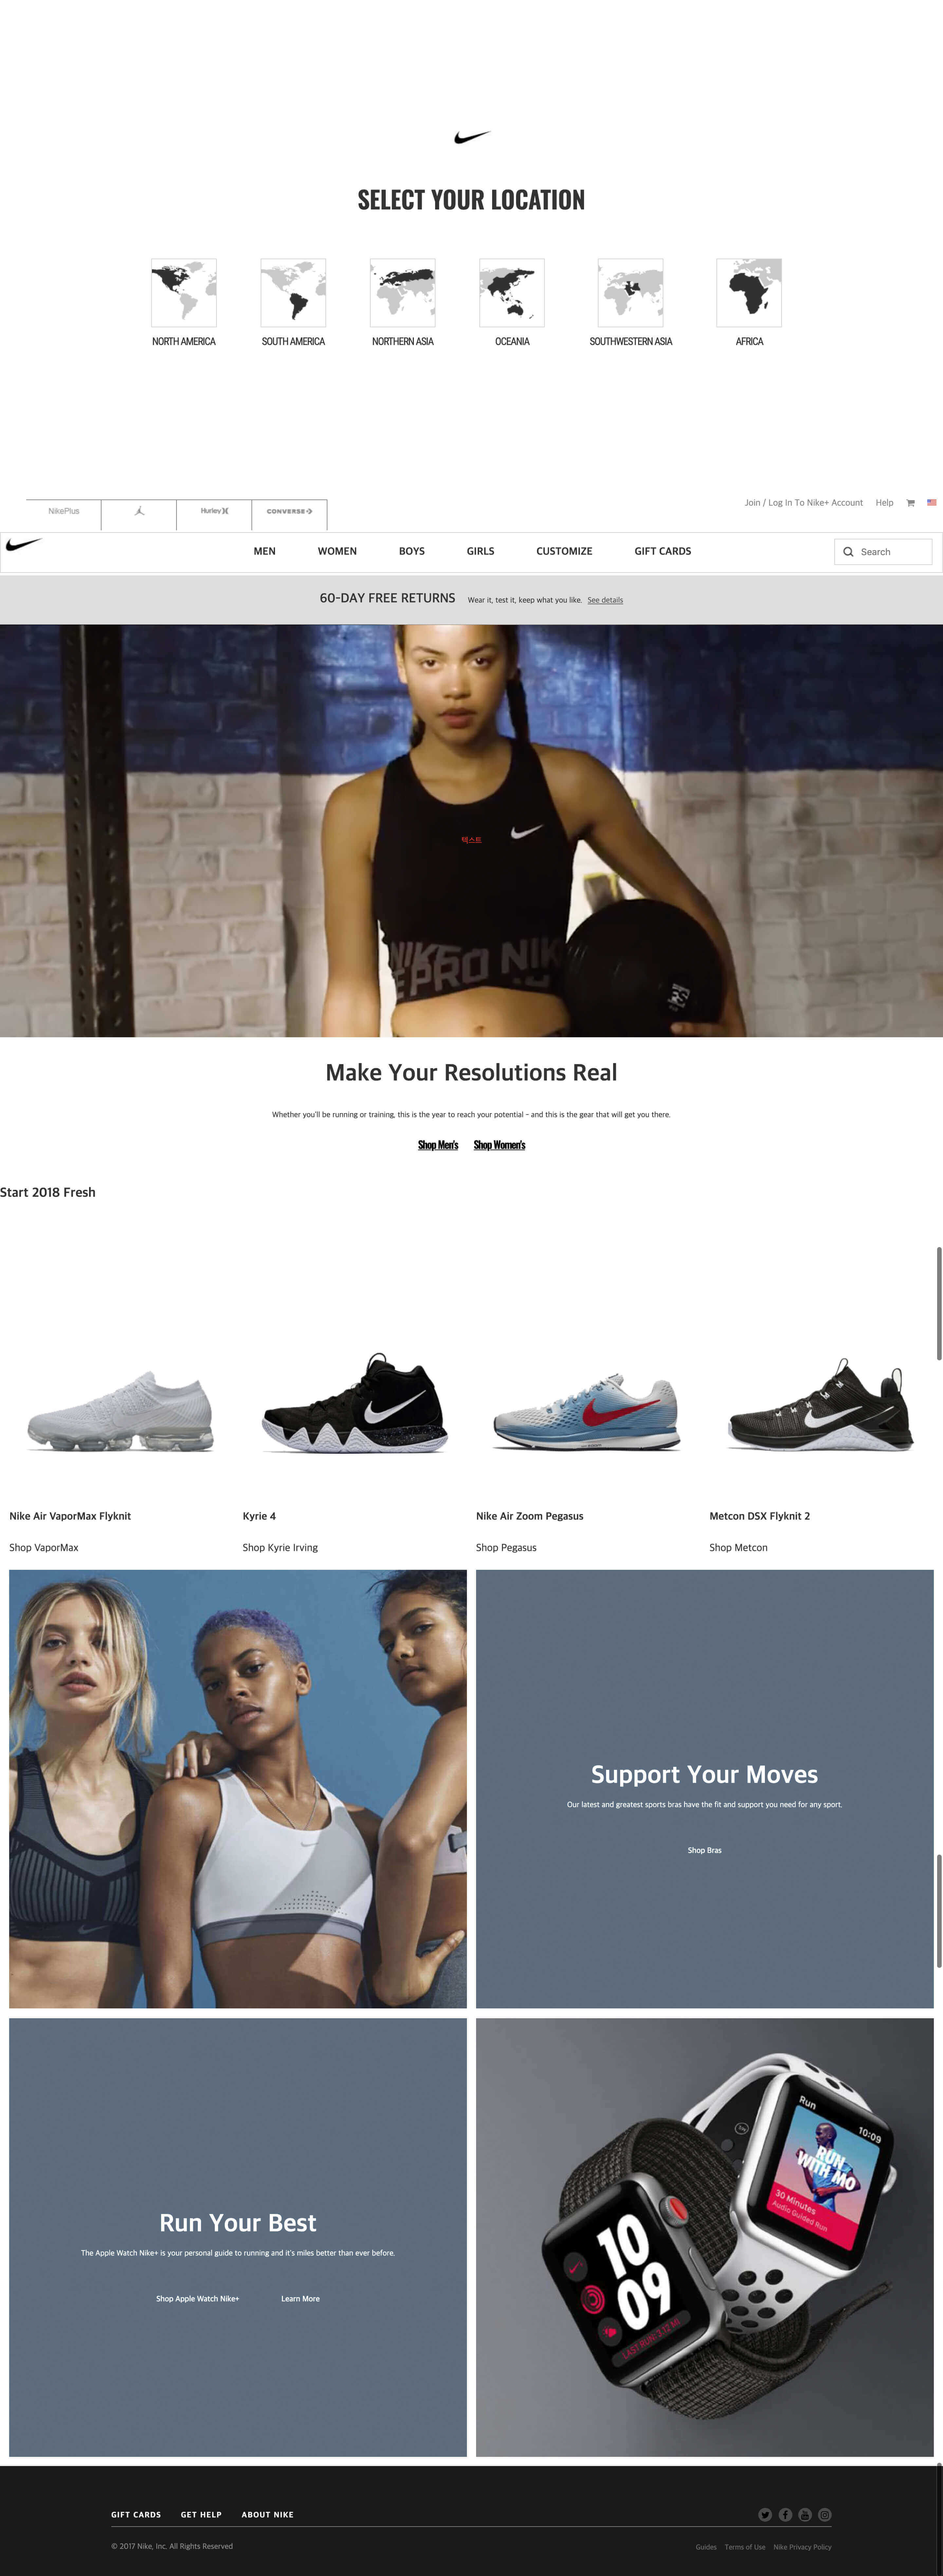 SELECT YOUR LOCATION
NORTH AMERICA
SOUTH AMERICA
NORTHERN ASIA
OCEANIA
SOUTHWESTERN ASIA
AFRICA
NikePlus
Hurley
CONVERSE
Join / Log In To Nike+ Account Help
MEN WOMEN BOYS GIRLS CUSTOMIZE GIFT CARDS
Search
60-DAY FREE RETURNS Wear it, test it, keep what you like. See details
텍스트
NIKE PRO NIK
Make Your Resolutions Real
Whether you'll be running or training, this is the year to reach your potential – and this is the gear that will get you there.
Shop Men's Shop Women's
Start 2018 Fresh
Nike Air VaporMax Flyknit
Shop VaporMax
Kyrie 4
Shop Kyrie Irving
Nike Air Zoom Pegasus
Shop Pegasus
Metcon DSX Flyknit 2
Shop Metcon
Support Your Moves
Our latest and greatest sports bras have the fit and support you need for any sport.
Shop Bras
Run Your Best
The Apple Watch Nike+ is your personal guide to running and it's miles better than ever before.
Shop Apple Watch Nike+ Learn More
Run
10:09
RUN
WITH MO
30 Minutes
Audio Guided Run
10
09
LAST RUN: 3.12 MI
GIFT CARDS GET HELP ABOUT NIKE
© 2017 Nike, Inc. All Rights Reserved
Guides Terms of Use Nike Privacy Policy